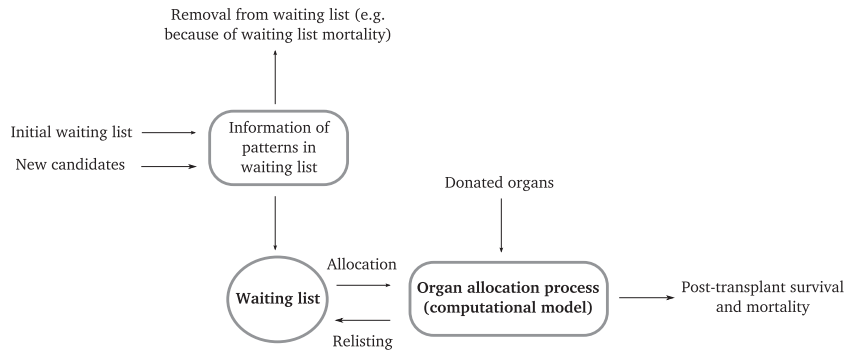 Removal from waiting list (e.g.
because of waiting list mortality)
Initial waiting list
New candidates
Information of
patterns in
waiting list
Donated organs
Allocation
Waiting list
Relisting
Organ allocation process
(computational model)
Post-transplant survival
and mortality